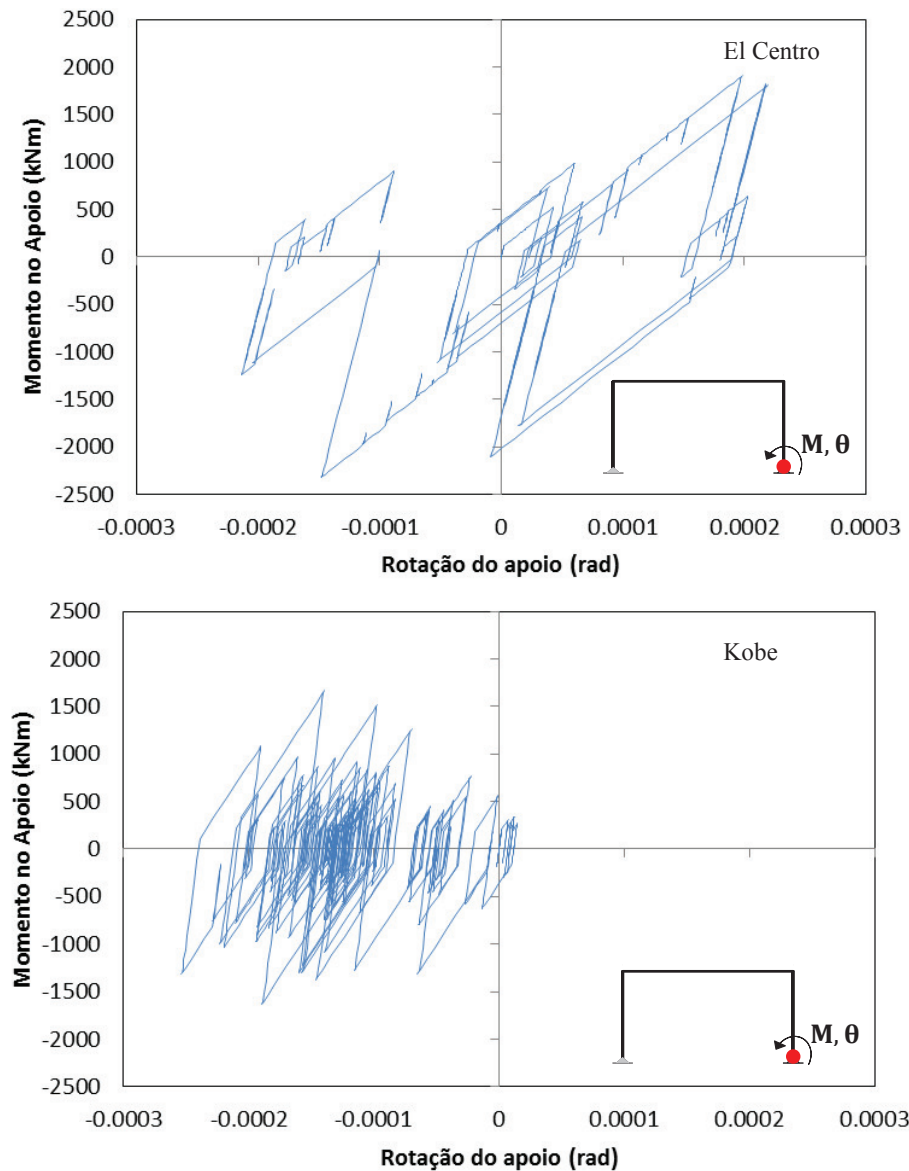 El Centro
Momento no Apoio (kNm)
2500
2000
1500
1000
500
0
-500
-1000
-1500
-2000
-2500
M, θ
-0.0003 -0.0002 -0.0001 0 0.0001 0.0002 0.0003
Rotação do apoio (rad)
Kobe
Momento no Apoio (kNm)
2500
2000
1500
1000
500
0
-500
-1000
-1500
-2000
-2500
M, θ
-0.0003 -0.0002 -0.0001 0 0.0001 0.0002 0.0003
Rotação do apoio (rad)